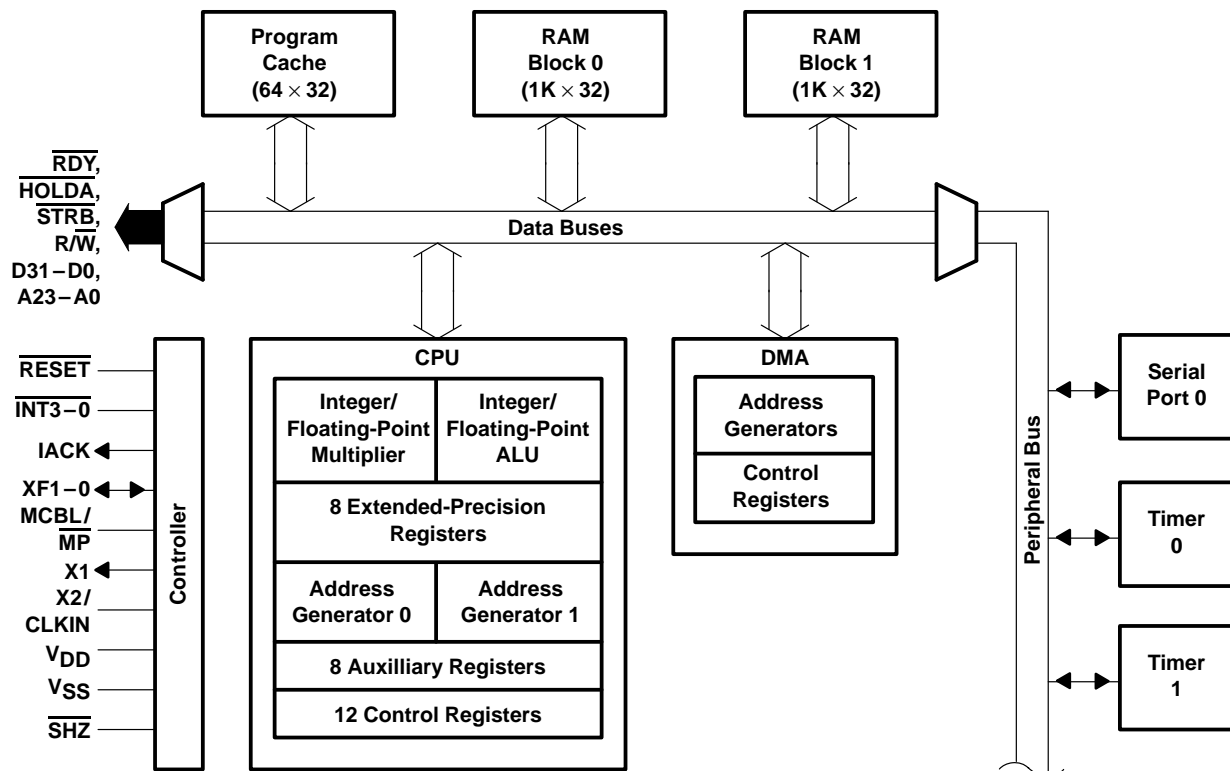 Program
Cache
(64 × 32)
RAM
Block 0
(1K × 32)
RAM
Block 1
(1K × 32)
RDY,
HOLDA,
STRB,
R/W,
D31–D0,
A23–A0
Data Buses
RESET
INT3-0
IACK
XF1-0
MCBL/
MP
X1
X2/
CLKIN
VDD
VSS
SHZ
Controller
CPU
Integer/
Floating-Point
Multiplier
Integer/
Floating-Point
ALU
8 Extended-Precision
Registers
Address
Generator 0
Address
Generator 1
8 Auxilliary Registers
12 Control Registers
DMA
Address
Generators
Control
Registers
Peripheral Bus
Serial
Port 0
Timer
0
Timer
1